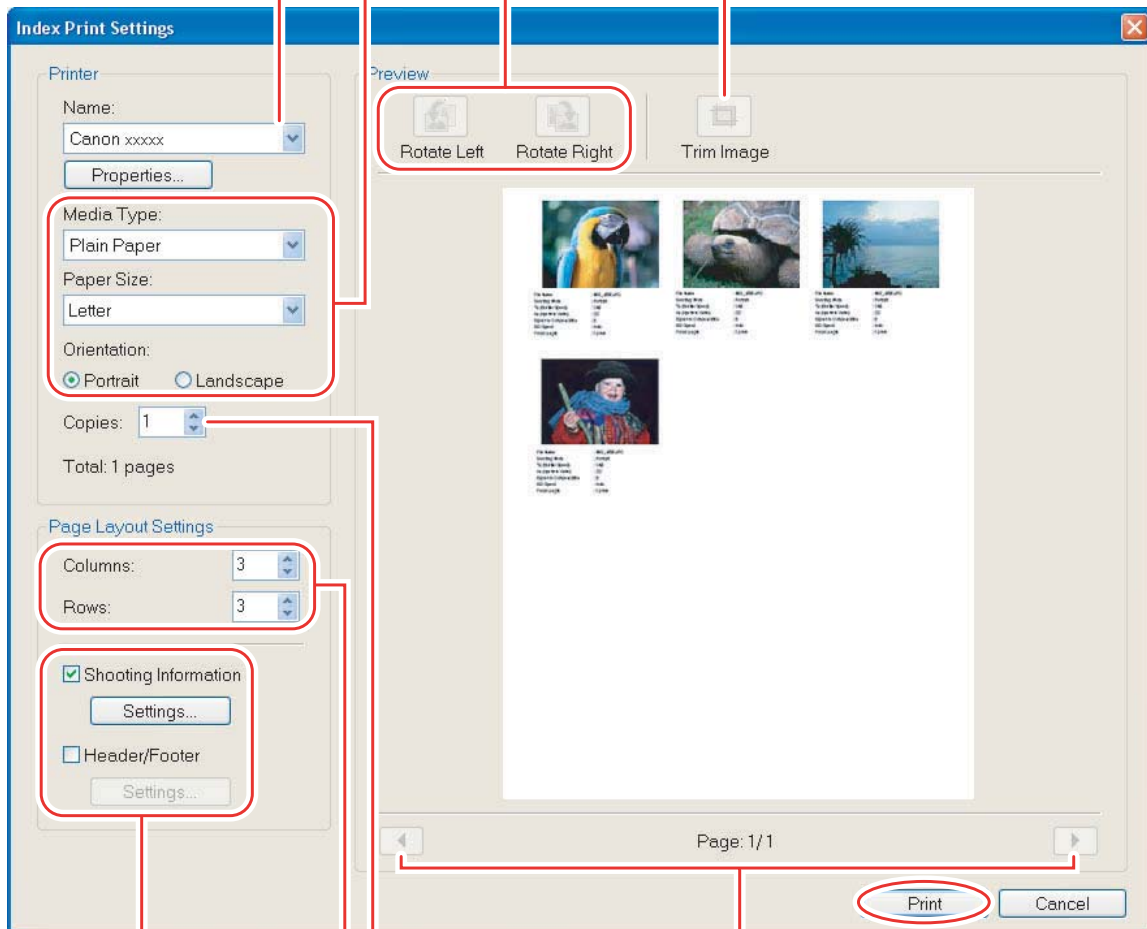 Index Print Settings
Printer
Name:
Canon xxxxx
Properties...
Media Type:
Plain Paper
Paper Size:
Letter
Orientation:
Portrait Landscape
Copies: 1
Total: 1 pages
Page Layout Settings
Columns: 3
Rows: 3
Shooting Information
Settings...
Header/Footer
Settings...
Preview
Rotate Left Rotate Right Trim Image
Page: 1/1
Print Cancel